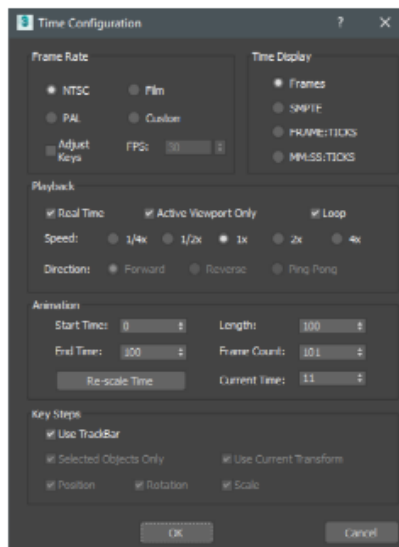 Time Configuration ? ×
Frame Rate
NTSC Film
PAL Custom
Adjust Keys FPS: 30
Time Display
Frames
SMPTE
FRAME:TICKS
MM:SS:TICKS
Playback
Real Time Active Viewport Only Loop
Speed: 1/4x 1/2x 1x 2x 4x
Direction: Forward Reverse Ping Pong
Animation
Start Time: 0 Length: 100
End Time: 100 Frame Count: 101
Re-scale Time Current Time: 11
Key Steps
Use TrackBar
Selected Objects Only Use Current Transform
Position Rotation Scale
OK Cancel